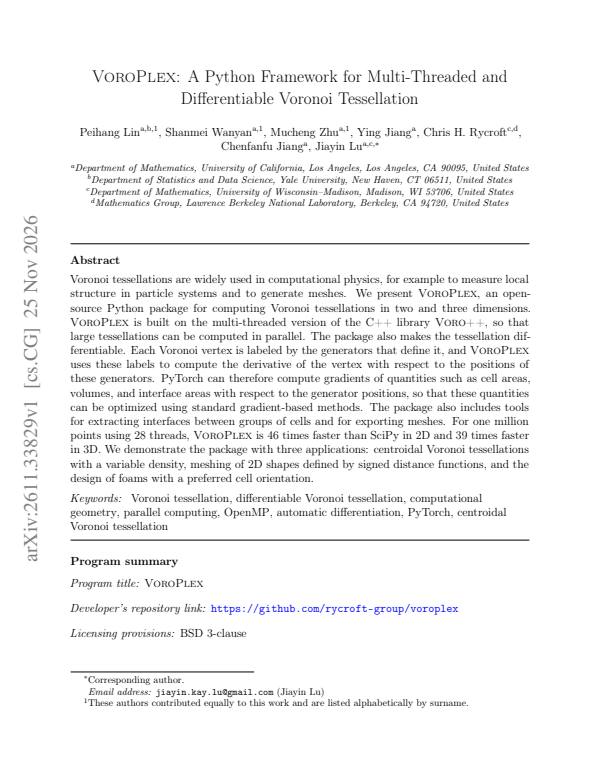 VOROPLEX: A Python Framework for Multi-Threaded and
Differentiable Voronoi Tessellation
Peihang Lin^a,b,1, Shanmei Wanyan^a,1, Mucheng Zhu^a,1, Ying Jiang^a, Chris H. Rycroft^c,d,
Chenfanfu Jiang^a, Jiayin Lu^a,c,*
^aDepartment of Mathematics, University of California, Los Angeles, Los Angeles, CA 90095, United States
^bDepartment of Statistics and Data Science, Yale University, New Haven, CT 06511, United States
^cDepartment of Mathematics, University of Wisconsin–Madison, Madison, WI 53706, United States
^dMathematics Group, Lawrence Berkeley National Laboratory, Berkeley, CA 94720, United States
arXiv:2611.33829v1 [cs.CG] 25 Nov 2026
Abstract
Voronoi tessellations are widely used in computational physics, for example to measure local
structure in particle systems and to generate meshes. We present VOROPLEX, an open-
source Python package for computing Voronoi tessellations in two and three dimensions.
VOROPLEX is built on the multi-threaded version of the C++ library VORO++, so that
large tessellations can be computed in parallel. The package also makes the tessellation dif-
ferentiable. Each Voronoi vertex is labeled by the generators that define it, and VOROPLEX
uses these labels to compute the derivative of the vertex with respect to the positions of
these generators. PyTorch can therefore compute gradients of quantities such as cell areas,
volumes, and interface areas with respect to the generator positions, so that these quantities
can be optimized using standard gradient-based methods. The package also includes tools
for extracting interfaces between groups of cells and for exporting meshes. For one million
points using 28 threads, VOROPLEX is 46 times faster than SciPy in 2D and 39 times faster
in 3D. We demonstrate the package with three applications: centroidal Voronoi tessellations
with a variable density, meshing of 2D shapes defined by signed distance functions, and the
design of foams with a preferred cell orientation.
Keywords: Voronoi tessellation, differentiable Voronoi tessellation, computational
geometry, parallel computing, OpenMP, automatic differentiation, PyTorch, centroidal
Voronoi tessellation
Program summary
Program title: VOROPLEX
Developer's repository link: https://github.com/rycroft-group/voroplex
Licensing provisions: BSD 3-clause
*Corresponding author.
Email address: jiayin.kay.lu@gmail.com (Jiayin Lu)
^1These authors contributed equally to this work and are listed alphabetically by surname.